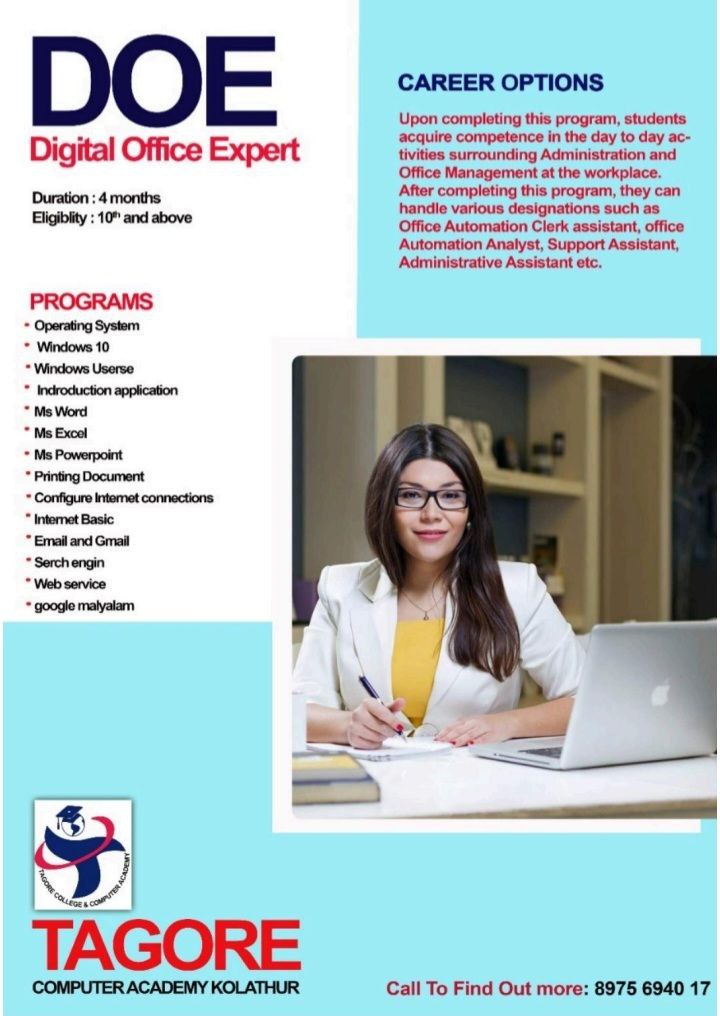 DOE
Digital Office Expert
Duration : 4 months
Eligiblity : 10th and above
PROGRAMS
• Operating System
• Windows 10
• Windows Userse
• Indroduction application
• Ms Word
• Ms Excel
• Ms Powerpoint
• Printing Document
• Configure Internet connections
• Internet Basic
• Email and Gmail
• Serch engin
• Web service
• google malyalam
CAREER OPTIONS
Upon completing this program, students
acquire competence in the day to day ac-
tivities surrounding Administration and
Office Management at the workplace.
After completing this program, they can
handle various designations such as
Office Automation Clerk assistant, office
Automation Analyst, Support Assistant,
Administrative Assistant etc.
TAGORE COLLEGE & COMPUTER ACADEMY
TAGORE
COMPUTER ACADEMY KOLATHUR
Call To Find Out more: 8975 6940 17